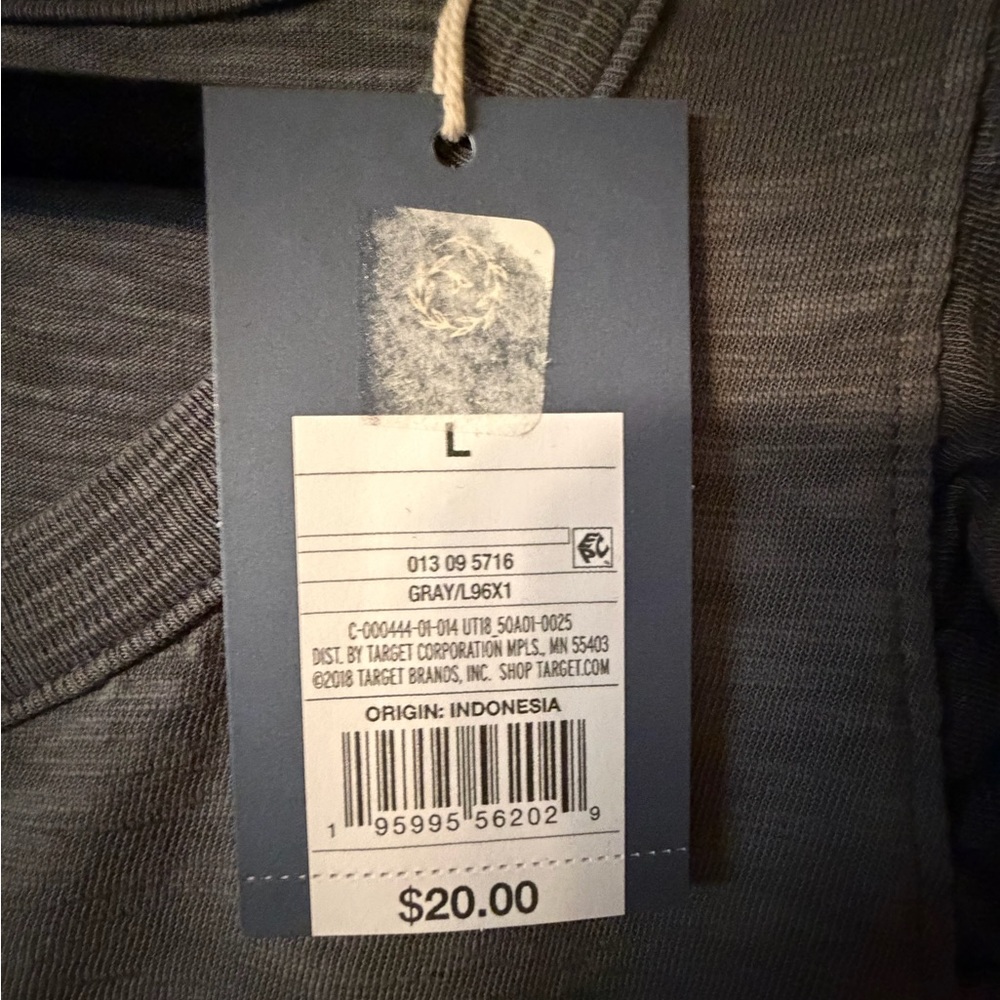 L
013 09 5716
GRAY/L96X1
C-000444-01-014 UT18_50A01-0025
DIST. BY TARGET CORPORATION MPLS., MN 55403
©2018 TARGET BRANDS, INC. SHOP TARGET.COM
ORIGIN: INDONESIA
1 95995 56202 9
$20.00